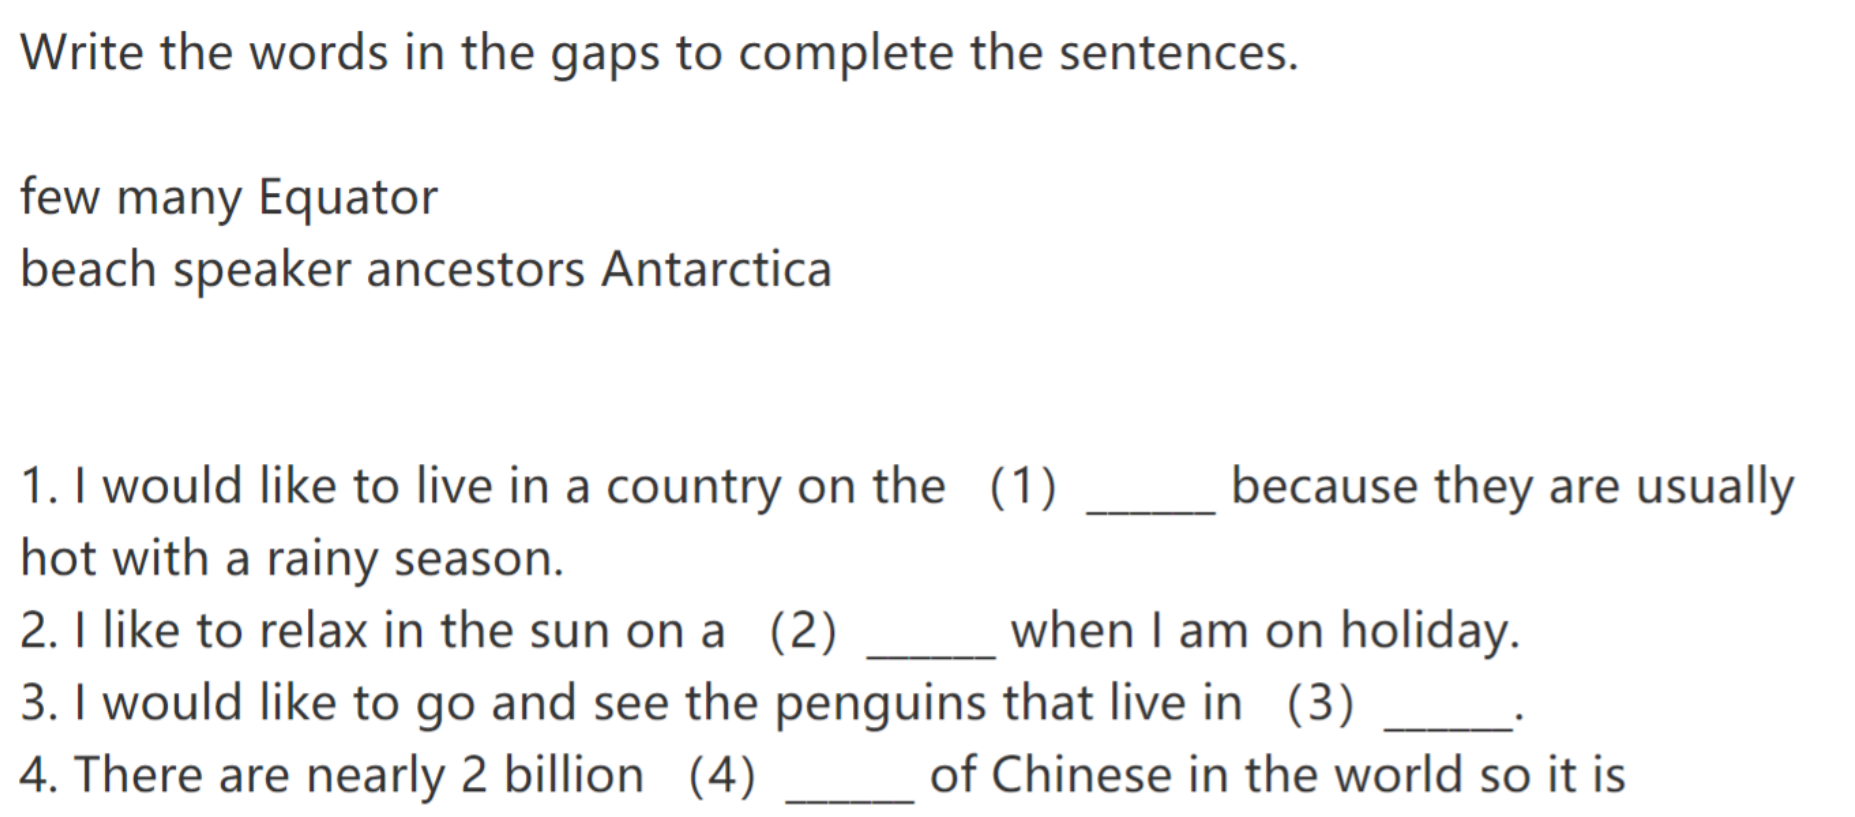 Write the words in the gaps to complete the sentences.
few many Equator
beach speaker ancestors Antarctica
1. I would like to live in a country on the （1） ______ because they are usually
hot with a rainy season.
2. I like to relax in the sun on a （2） ______ when I am on holiday.
3. I would like to go and see the penguins that live in （3） ______.
4. There are nearly 2 billion （4） ______ of Chinese in the world so it is